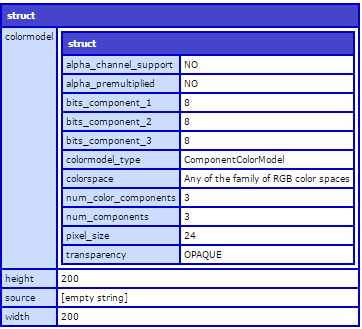 struct
colormodel
struct
alpha_channel_support NO
alpha_premultiplied NO
bits_component_1 8
bits_component_2 8
bits_component_3 8
colormodel_type ComponentColorModel
colorspace Any of the family of RGB color spaces
num_color_components 3
num_components 3
pixel_size 24
transparency OPAQUE
height 200
source [empty string]
width 200